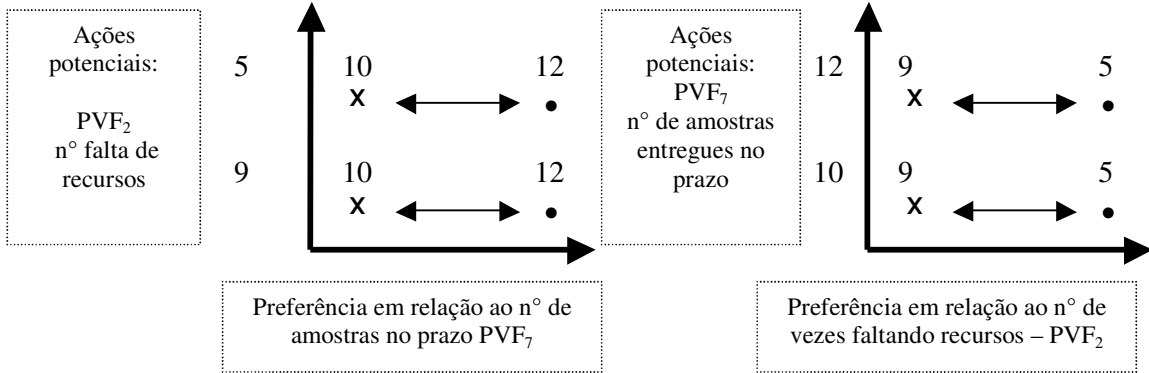 Ações
potenciais:
PVF₂
n° falta de
recursos
5
10
12
x
9
10
12
x
Preferência em relação ao n° de
amostras no prazo PVF₇
Ações
potenciais:
PVF₇
n° de amostras
entregues no
prazo
12
9
5
x
10
9
5
x
Preferência em relação ao n° de
vezes faltando recursos – PVF₂